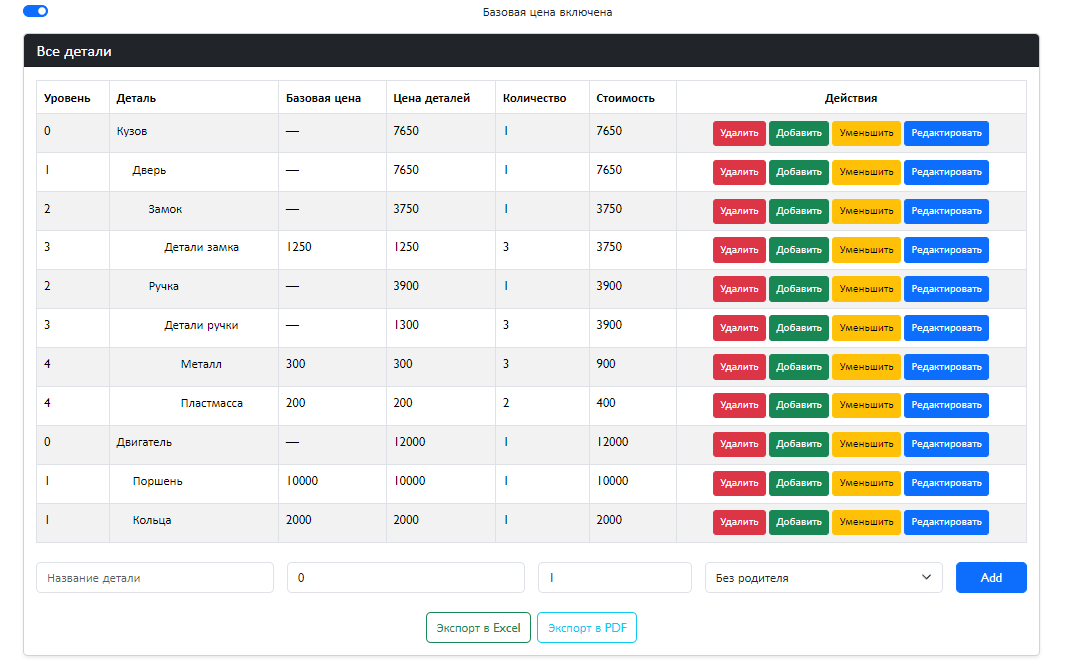 Базовая цена включена
Все детали
Уровень Деталь Базовая цена Цена деталей Количество Стоимость Действия
0 Кузов — 7650 1 7650 Удалить Добавить Уменьшить Редактировать
1 Дверь — 7650 1 7650 Удалить Добавить Уменьшить Редактировать
2 Замок — 3750 1 3750 Удалить Добавить Уменьшить Редактировать
3 Детали замка 1250 1250 3 3750 Удалить Добавить Уменьшить Редактировать
2 Ручка — 3900 1 3900 Удалить Добавить Уменьшить Редактировать
3 Детали ручки — 1300 3 3900 Удалить Добавить Уменьшить Редактировать
4 Металл 300 300 3 900 Удалить Добавить Уменьшить Редактировать
4 Пластмасса 200 200 2 400 Удалить Добавить Уменьшить Редактировать
0 Двигатель — 12000 1 12000 Удалить Добавить Уменьшить Редактировать
1 Поршень 10000 10000 1 10000 Удалить Добавить Уменьшить Редактировать
1 Кольца 2000 2000 1 2000 Удалить Добавить Уменьшить Редактировать
Название детали 0 1 Без родителя Add
Экспорт в Excel Экспорт в PDF